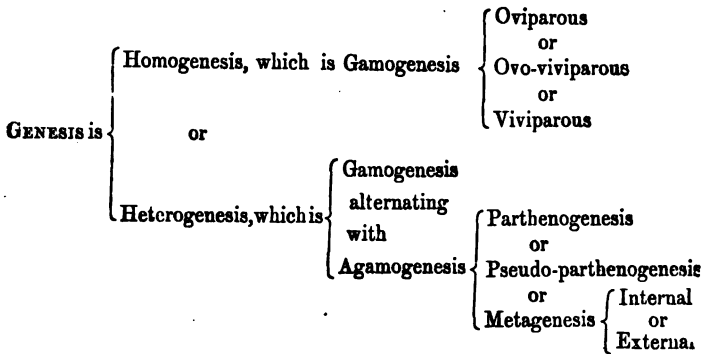 Oviparous
or
Homogenesis, which is Gamogenesis
Ovo-viviparous
or
Viviparous
GENESIS is
or
Gamogenesis
Heterogenesis, which is
alternating
with
Parthenogenesis
or
Agamogenesis
Pseudo-parthenogenesis
or
Internal
Metagenesis
or
Externa